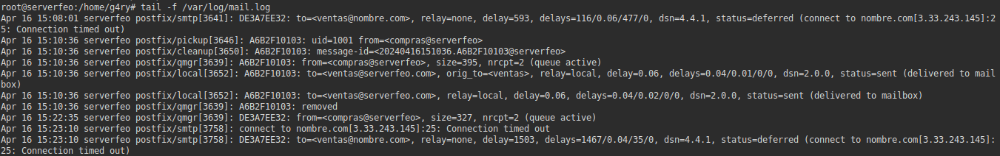 root@serverfeo:/home/g4ry# tail -f /var/log/mail.log
Apr 16 15:08:01 serverfeo postfix/smtp[3641]: DE3A7EE32: to=<ventas@nombre.com>, relay=none, delay=593, delays=116/0.06/477/0, dsn=4.4.1, status=deferred (connect to nombre.com[3.33.243.145]:2
5: Connection timed out)
Apr 16 15:10:36 serverfeo postfix/pickup[3646]: A6B2F10103: uid=1001 from=<compras@serverfeo>
Apr 16 15:10:36 serverfeo postfix/cleanup[3650]: A6B2F10103: message-id=<20240416151036.A6B2F10103@serverfeo>
Apr 16 15:10:36 serverfeo postfix/qmgr[3639]: A6B2F10103: from=<compras@serverfeo>, size=395, nrcpt=2 (queue active)
Apr 16 15:10:36 serverfeo postfix/local[3652]: A6B2F10103: to=<ventas@serverfeo.com>, orig_to=<ventas>, relay=local, delay=0.06, delays=0.04/0.01/0/0, dsn=2.0.0, status=sent (delivered to mail
box)
Apr 16 15:10:36 serverfeo postfix/local[3652]: A6B2F10103: to=<ventas@serverfeo.com>, relay=local, delay=0.06, delays=0.04/0.02/0/0, dsn=2.0.0, status=sent (delivered to mailbox)
Apr 16 15:10:36 serverfeo postfix/qmgr[3639]: A6B2F10103: removed
Apr 16 15:22:35 serverfeo postfix/qmgr[3639]: DE3A7EE32: from=<compras@serverfeo>, size=327, nrcpt=2 (queue active)
Apr 16 15:23:10 serverfeo postfix/smtp[3758]: connect to nombre.com[3.33.243.145]:25: Connection timed out
Apr 16 15:23:10 serverfeo postfix/smtp[3758]: DE3A7EE32: to=<ventas@nombre.com>, relay=none, delay=1503, delays=1467/0.04/35/0, dsn=4.4.1, status=deferred (connect to nombre.com[3.33.243.145]:
25: Connection timed out)